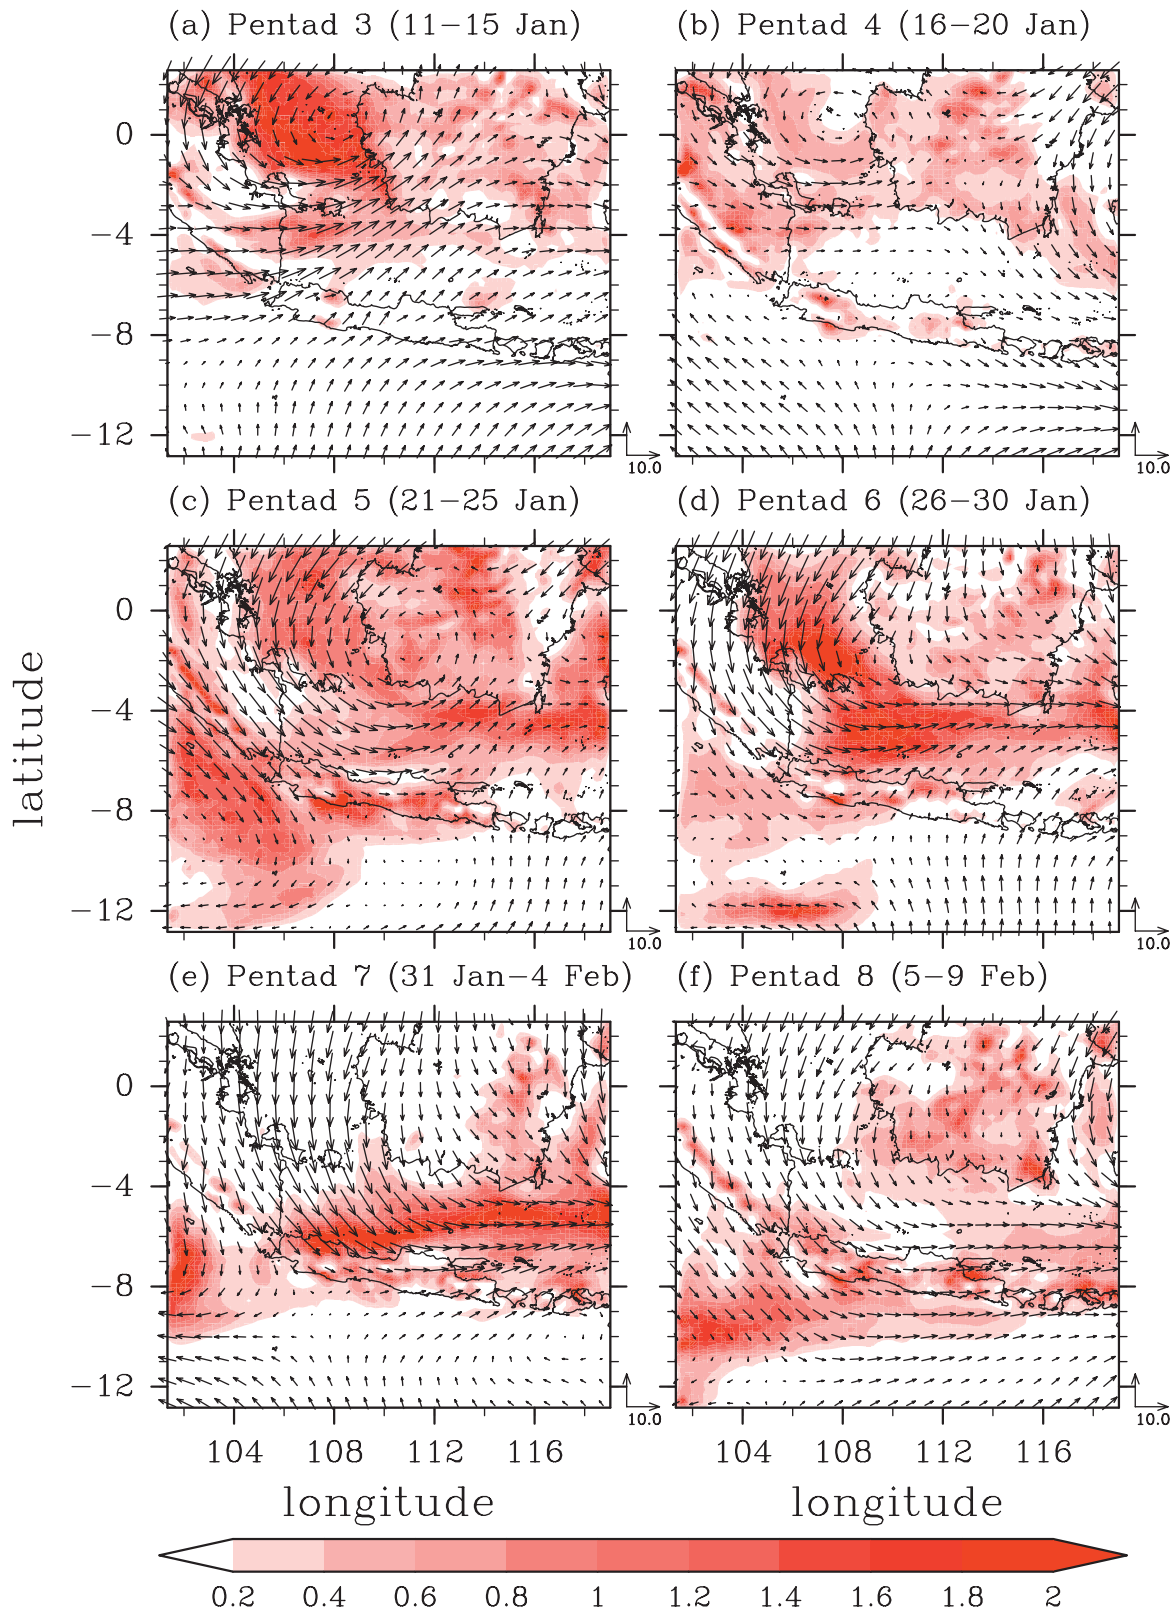 (a) Pentad 3 (11−15 Jan)
(b) Pentad 4 (16−20 Jan)
0
−4
−8
−12
10.0
10.0
(c) Pentad 5 (21−25 Jan)
(d) Pentad 6 (26−30 Jan)
0
−4
−8
−12
10.0
10.0
latitude
(e) Pentad 7 (31 Jan−4 Feb)
(f) Pentad 8 (5−9 Feb)
0
−4
−8
−12
10.0
10.0
104 108 112 116
104 108 112 116
longitude
longitude
0.2 0.4 0.6 0.8 1 1.2 1.4 1.6 1.8 2